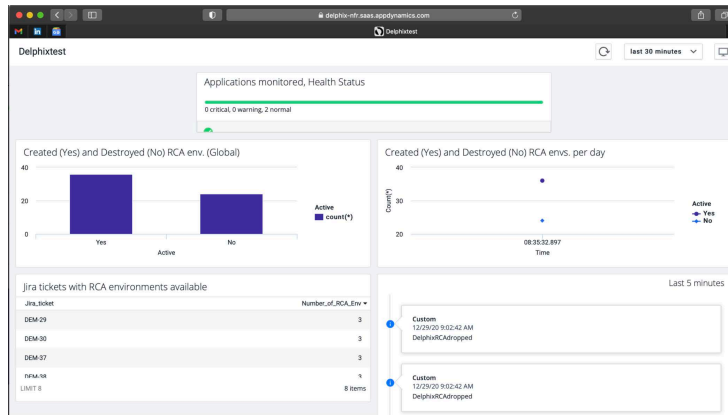 delphix-nfr.saas.appdynamics.com
Delphixtest
Delphixtest
last 30 minutes
Applications monitored, Health Status
0 critical, 0 warning, 2 normal
Created (Yes) and Destroyed (No) RCA env. (Global)
40
20
0
Yes
No
Active
Active
count(*)
Created (Yes) and Destroyed (No) RCA envs. per day
40
30
20
Count(*)
08:35:32.897
Time
Active
Yes
No
Jira tickets with RCA environments available
Jira_ticket Number_of_RCA_Env
DEM-29 3
DEM-30 3
DEM-37 3
DEM-38 3
LIMIT 8 8 items
Last 5 minutes
Custom
12/29/20 9:02:42 AM
DelphixRCAdropped
Custom
12/29/20 9:02:42 AM
DelphixRCAdropped